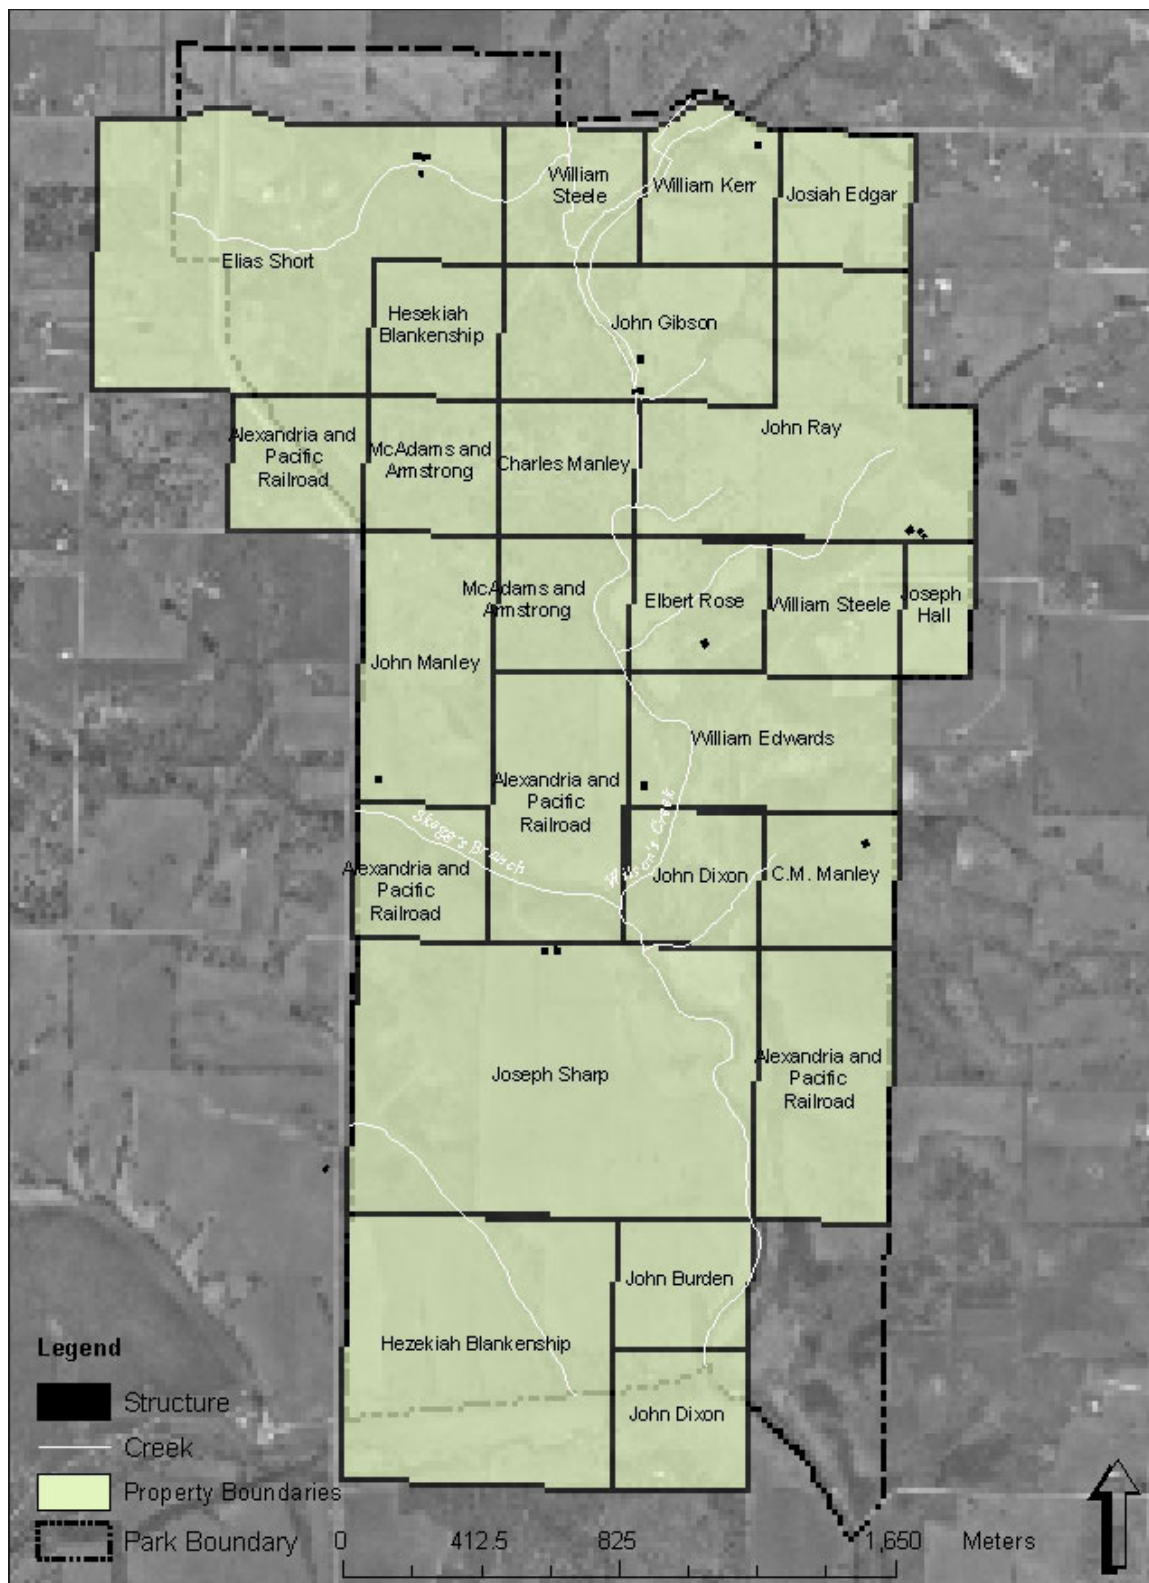 William
Steele
William Kerr
Josiah Edgar
Elias Short
Hesekiah
Blankenship
John Gibson
Alexandria and
Pacific
Railroad
McAdams and
Armstrong
Charles Manley
John Ray
McAdams and
Armstrong
Elbert Rose
William Steele
Joseph
Hall
John Manley
William Edwards
Alexandria and
Pacific
Railroad
Skegg's Branch
Wilson's Creek
Alexandria and
Pacific
Railroad
John Dixon
C.M. Manley
Joseph Sharp
Alexandria and
Pacific
Railroad
John Burden
Hezekiah Blankenship
John Dixon
Legend
Structure
Creek
Property Boundaries
Park Boundary
0 412.5 825 1,650 Meters